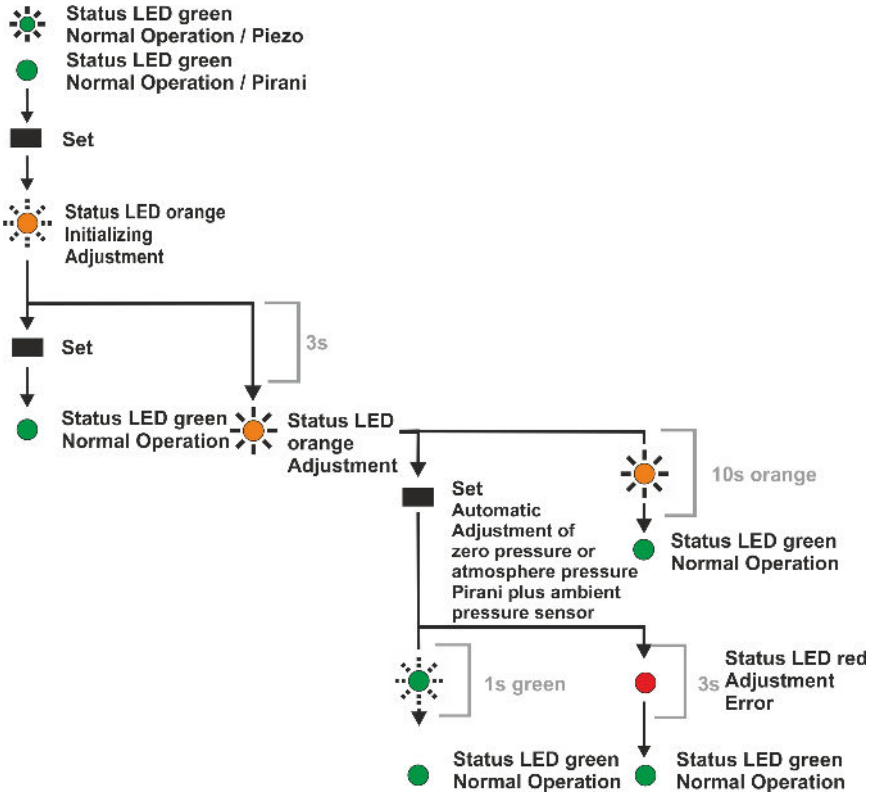 Status LED green
Normal Operation / Piezo
Status LED green
Normal Operation / Pirani
Set
Status LED orange
Initializing
Adjustment
3s
Set
Status LED green
Normal Operation
Status LED
orange
Adjustment
10s orange
Set
Automatic
Adjustment of
zero pressure or
atmosphere pressure
Pirani plus ambient
pressure sensor
Status LED green
Normal Operation
1s green
3s
Status LED red
Adjustment
Error
Status LED green
Normal Operation
Status LED green
Normal Operation